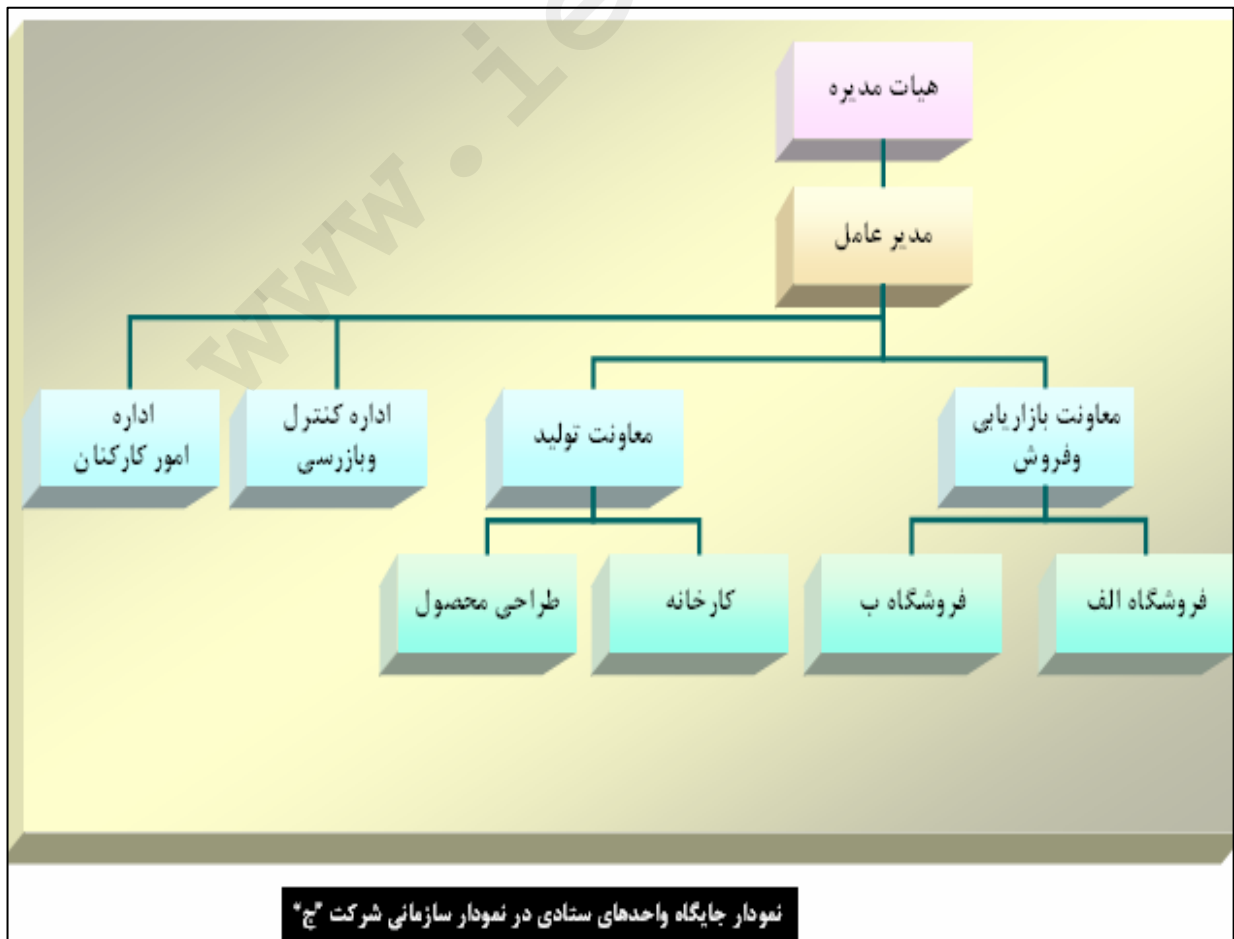 هیات مدیره
مدیر عامل
معاونت بازاریابی
وفروش
معاونت تولید
اداره کنترل
وبازرسی
اداره
امور کارکنان
فروشگاه الف
فروشگاه ب
کارخانه
طراحی محصول
نمودار جایگاه واحدهای ستادی در نمودار سازمانی شرکت "ج"
www.ie